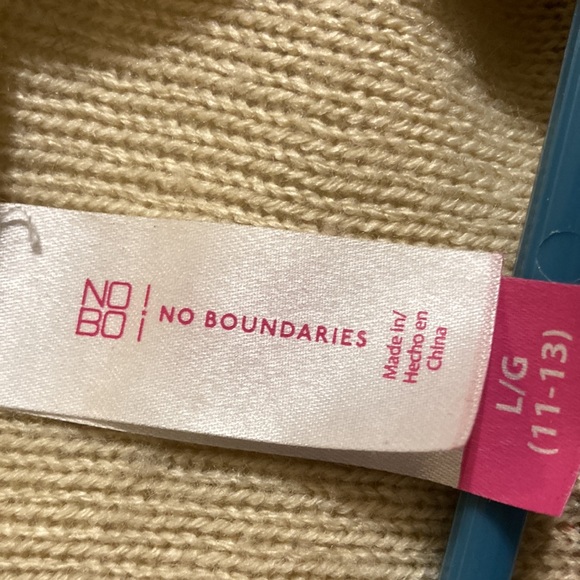 NO
BO
NO BOUNDARIES
Made in/
Hecho en
China
L/G
(11-13)